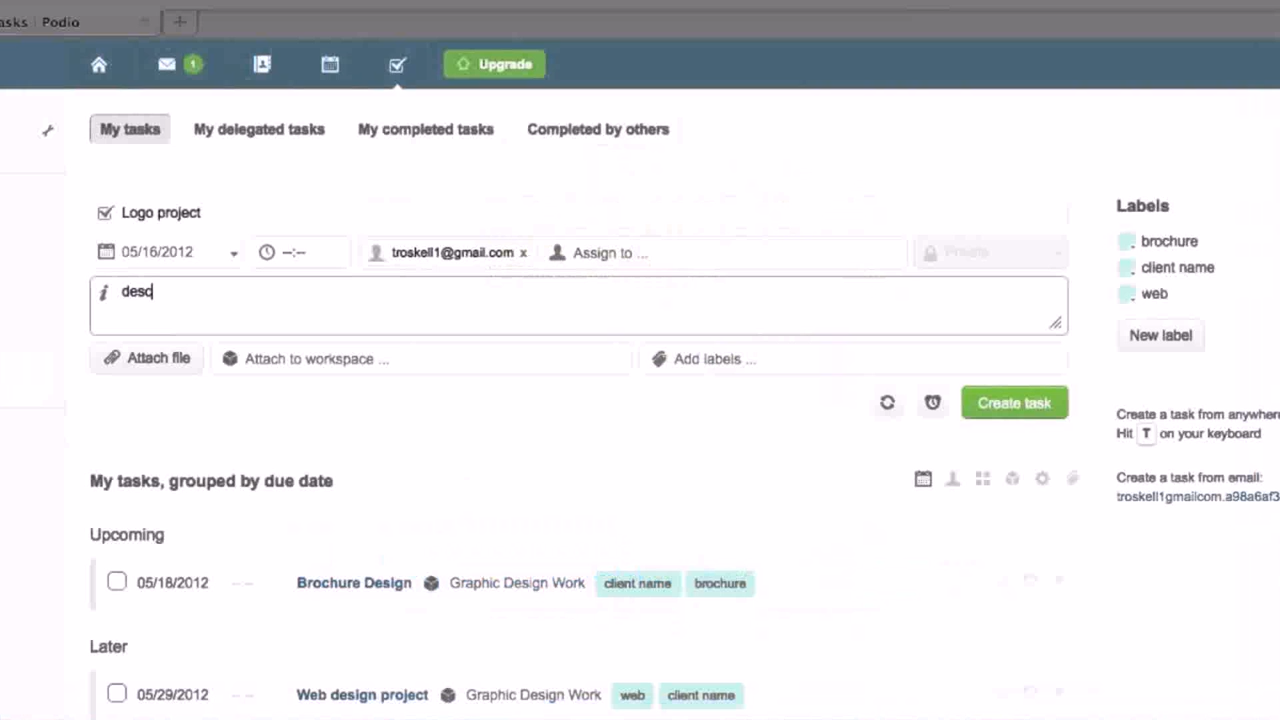 asks | Podio
1
Upgrade
My tasks
My delegated tasks
My completed tasks
Completed by others
Logo project
05/16/2012
--:--
troskell1@gmail.com x
Assign to ...
Private
i desc
Attach file
Attach to workspace ...
Add labels ...
Create task
Labels
brochure
client name
web
New label
Create a task from anywhere
Hit T on your keyboard
Create a task from email:
troskell1gmailcom.a98a6af3
My tasks, grouped by due date
Upcoming
05/18/2012 -- Brochure Design Graphic Design Work client name brochure
Later
05/29/2012 -- Web design project Graphic Design Work web client name